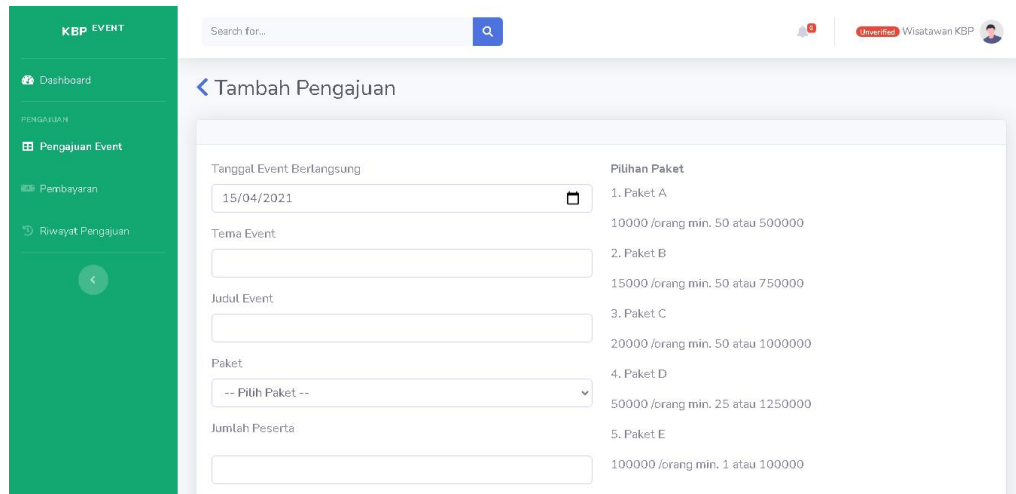 KBP EVENT
Search for...
6
Unverified Wisatawan KBP
Dashboard
PENGAJUAN
Pengajuan Event
Pembayaran
Riwayat Pengajuan
Tambah Pengajuan
Tanggal Event Berlangsung
15/04/2021
Tema Event
Judul Event
Paket
-- Pilih Paket --
Jumlah Peserta
Pilihan Paket
1. Paket A
10000 /orang min. 50 atau 500000
2. Paket B
15000 /orang min. 50 atau 750000
3. Paket C
20000 /orang min. 50 atau 1000000
4. Paket D
50000 /orang min. 25 atau 1250000
5. Paket E
100000 /orang min. 1 atau 100000